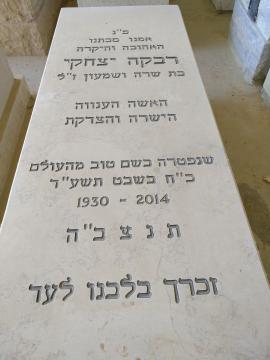 פ"נ
אמנו סבתנו
האהובה והיקרה
רבקה יצחקי
בת שרה ושמעון ז"ל
האשה הענווה
הישרה והצדקת
שנפטרה בשם טוב מהעולם
כ"ח בשבט תשע"ד
1930 - 2014
ת נ צ ב "ה
זכרך בלבנו לעד